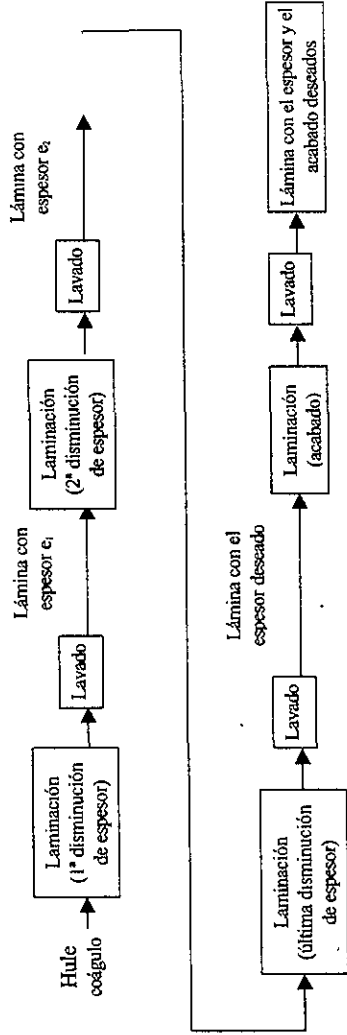 Hule
coágulo
Laminación
(1ª disminución
de espesor)
Lavado
Lámina con
espesor e₁
Laminación
(2ª disminución
de espesor)
Lavado
Lámina con
espesor e₂
Laminación
(última disminución
de espesor)
Lavado
Lámina con el
espesor deseado
Laminación
(acabado)
Lavado
Lámina con el espesor y el
acabado deseados